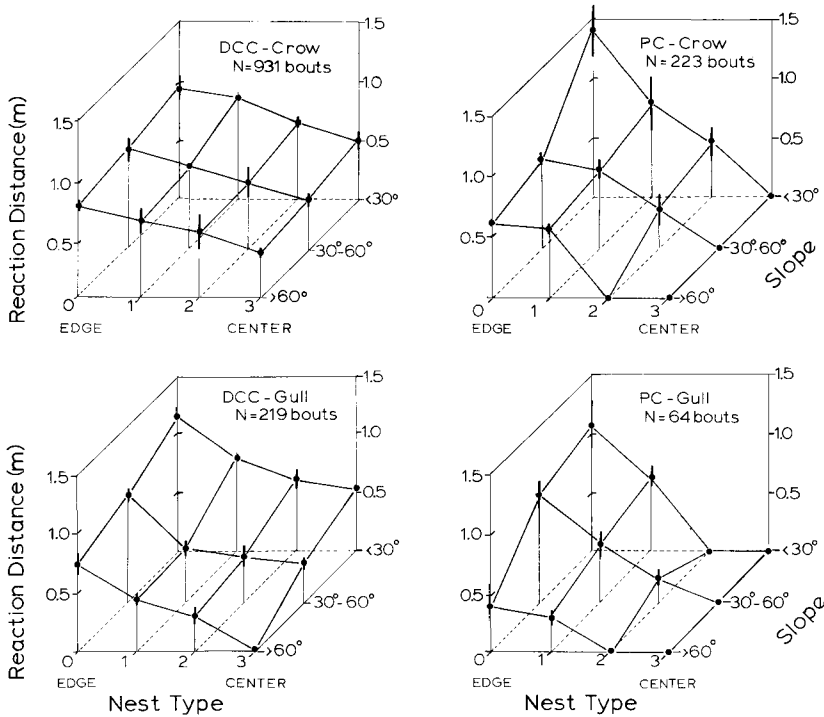 DCC-Crow
N=931 bouts
1.5
1.0
0.5
<30°
30°-60°
>60°
Reaction Distance (m)
1.5
1.0
0.5
0
1
2
3
EDGE
CENTER
PC-Crow
N=223 bouts
1.5
1.0
0.5
<30°
30°-60°
>60°
Slope
1.5
1.0
0.5
0
1
2
3
EDGE
CENTER
DCC-Gull
N=219 bouts
1.5
1.0
0.5
<30°
30°-60°
>60°
Reaction Distance (m)
1.5
1.0
0.5
0
1
2
3
EDGE
CENTER
Nest Type
PC-Gull
N=64 bouts
1.5
1.0
0.5
<30°
30°-60°
>60°
Slope
1.5
1.0
0.5
0
1
2
3
EDGE
CENTER
Nest Type